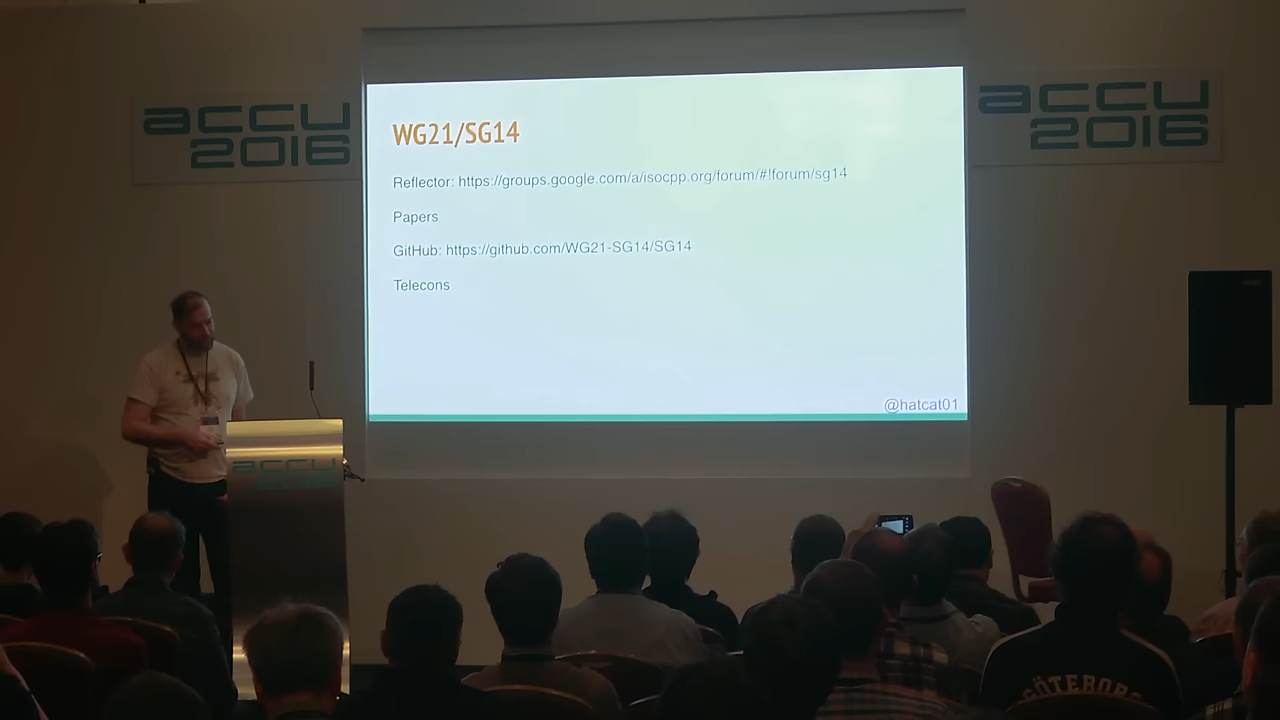 accu
2016
accu
2016
WG21/SG14
Reflector: https://groups.google.com/a/isocpp.org/forum/#!forum/sg14
Papers
GitHub: https://github.com/WG21-SG14/SG14
Telecons
@hatcat01
accu
GÖTEBORG